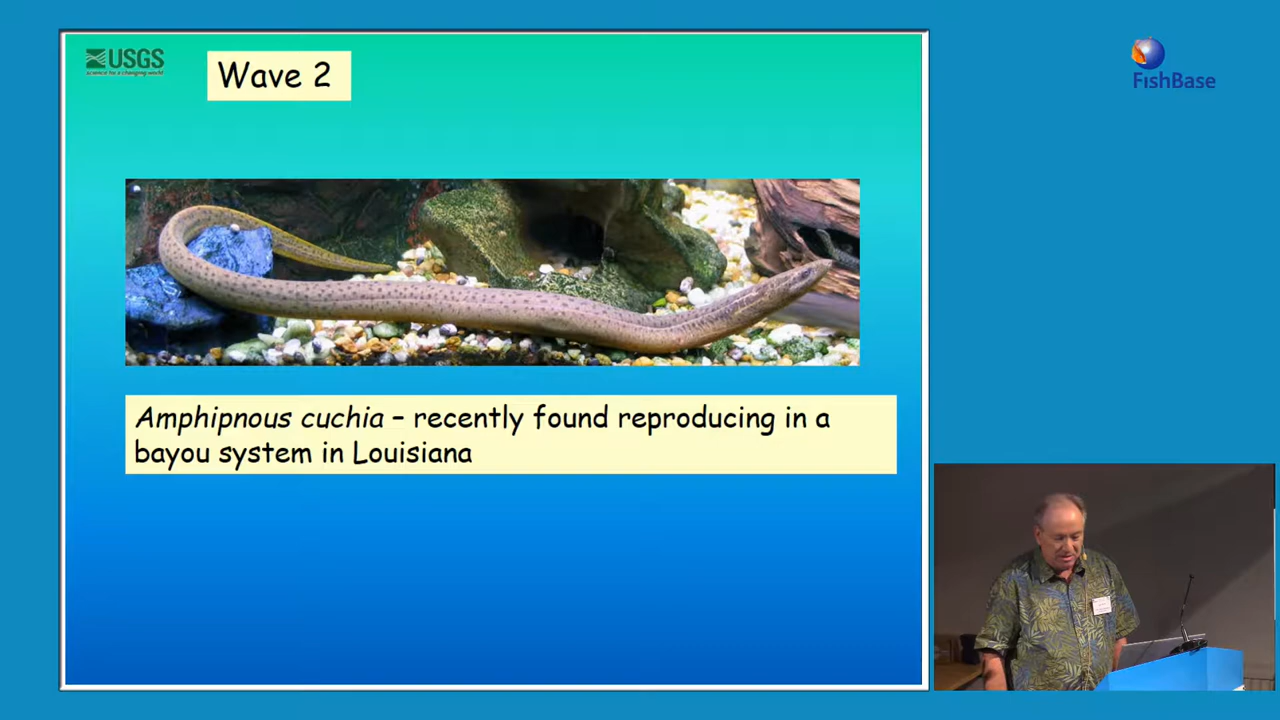 USGS
science for a changing world
Wave 2
FishBase
Amphipnous cuchia – recently found reproducing in a
bayou system in Louisiana